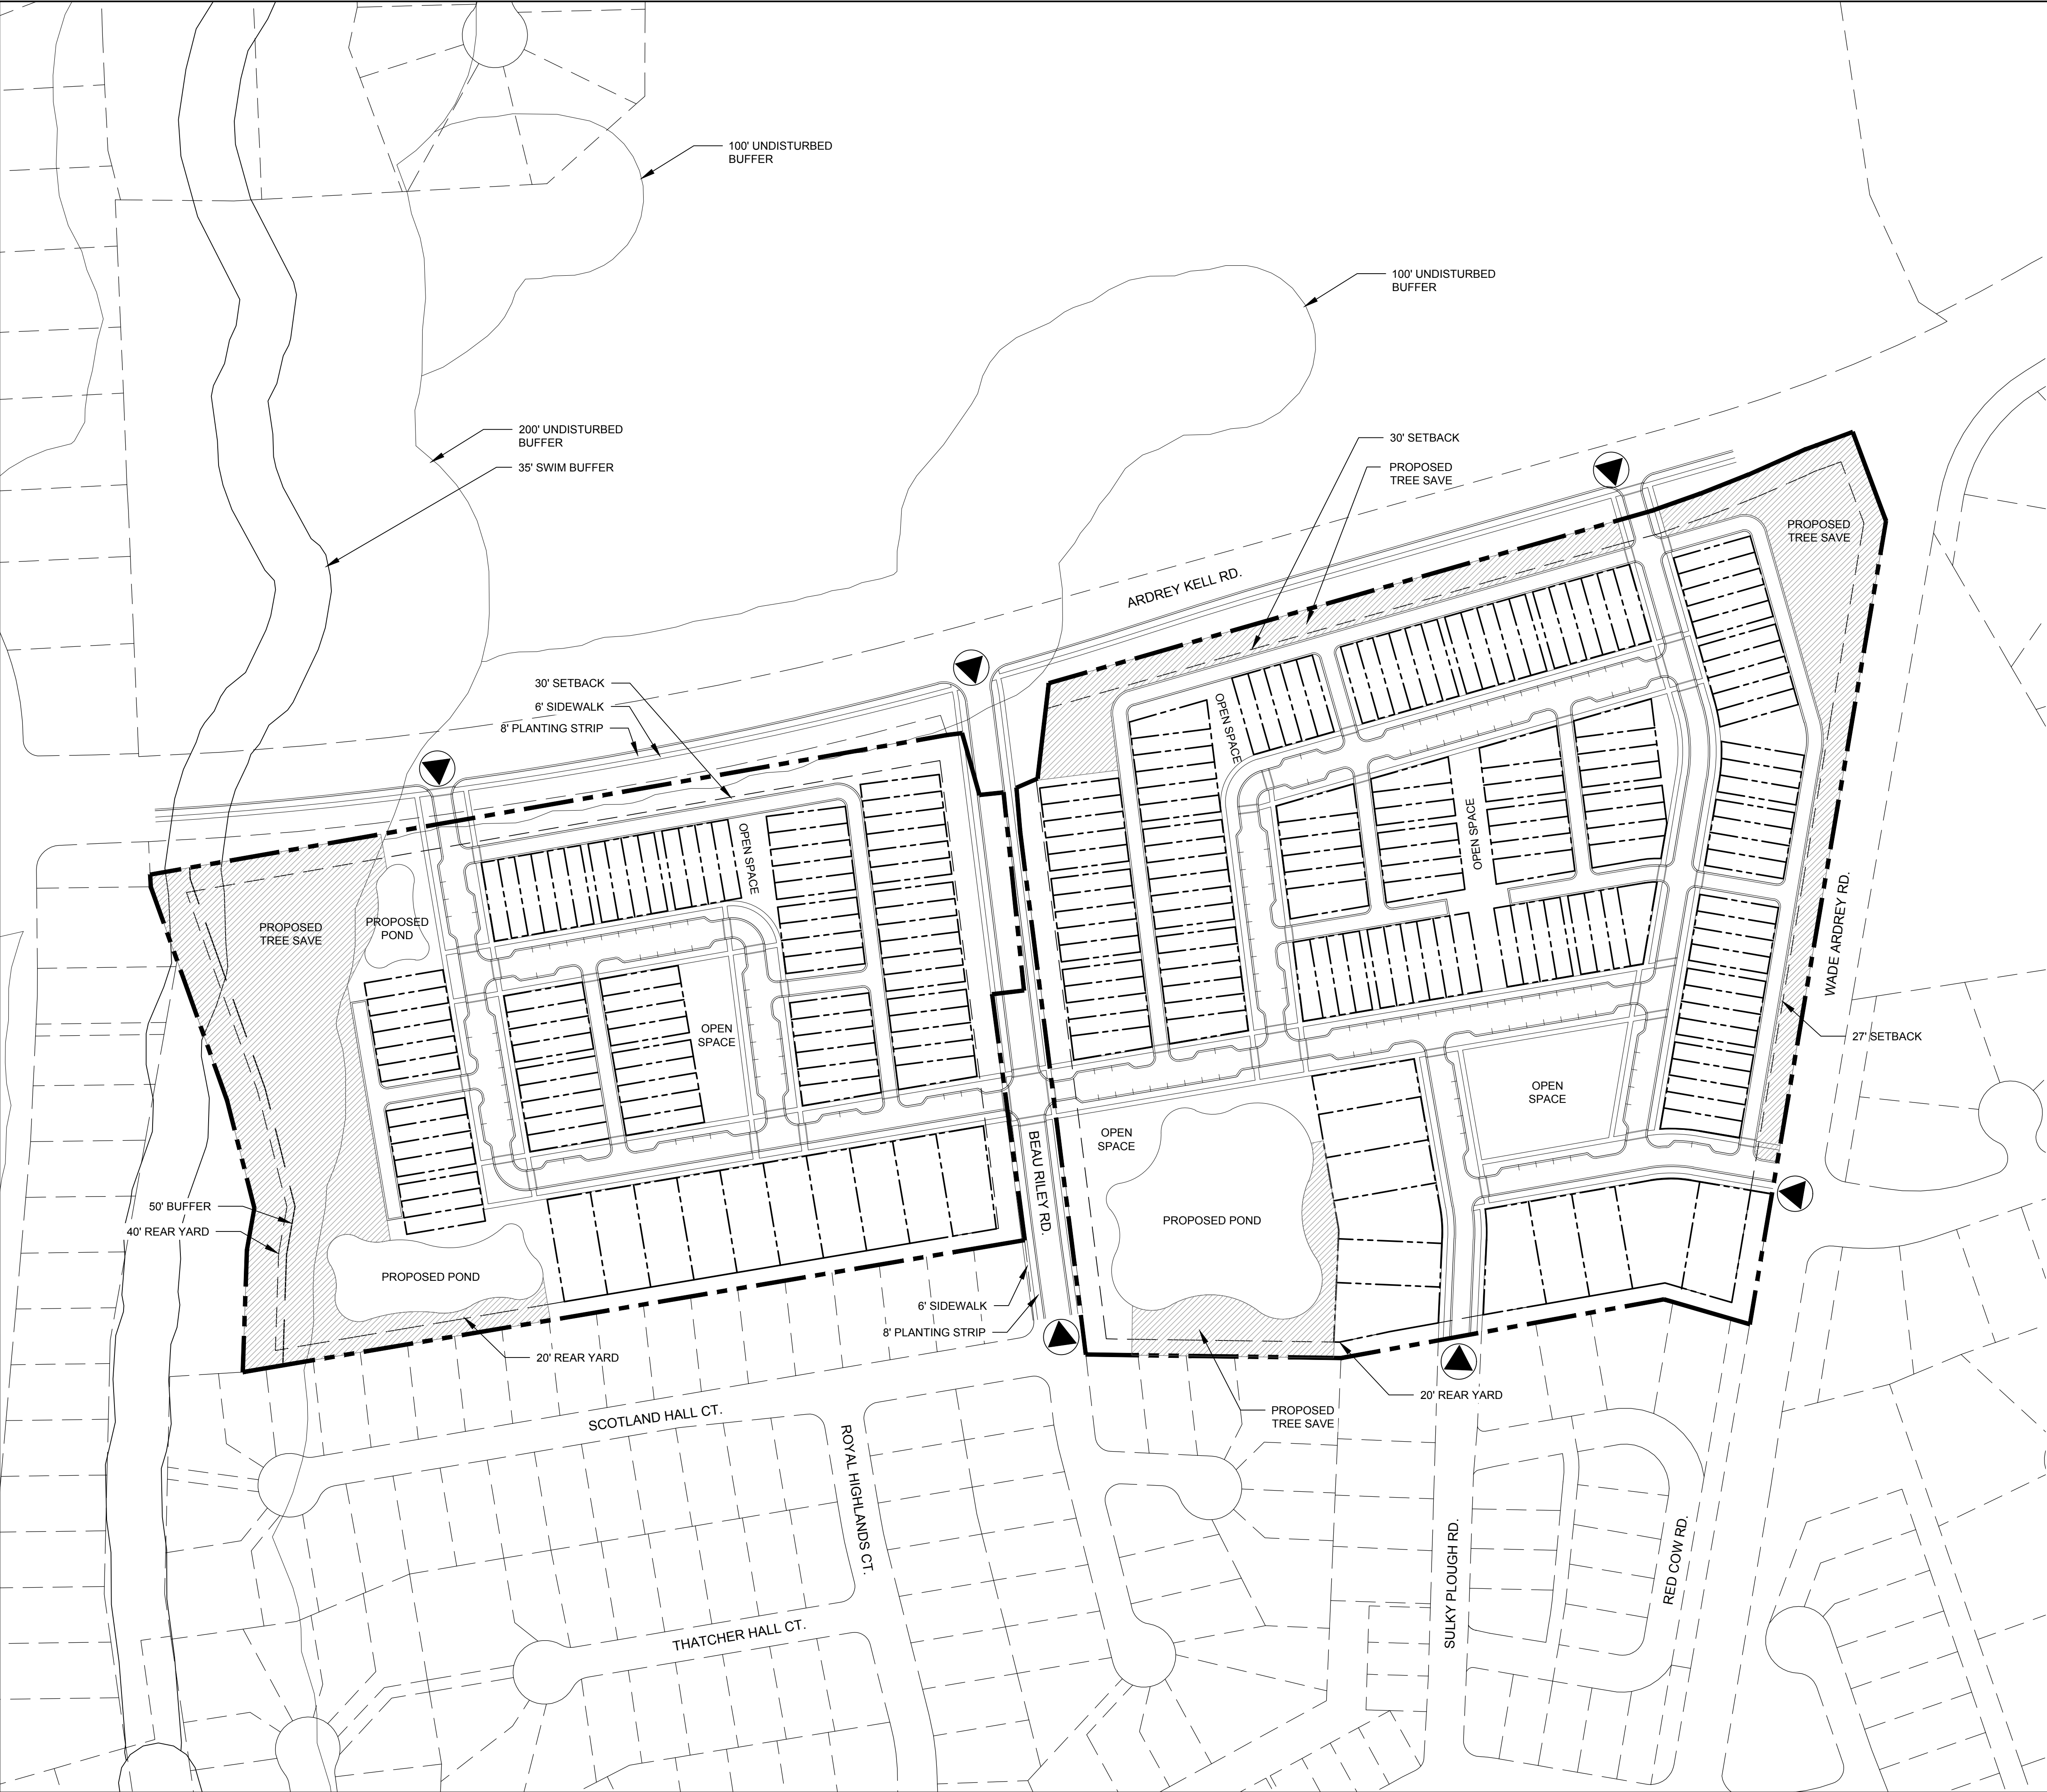 100' UNDISTURBED
BUFFER
100' UNDISTURBED
BUFFER
200' UNDISTURBED
BUFFER
35' SWIM BUFFER
30' SETBACK
PROPOSED
TREE SAVE
PROPOSED
TREE SAVE
ARDREY KELL RD.
30' SETBACK
6' SIDEWALK
8' PLANTING STRIP
OPEN SPACE
OPEN SPACE
OPEN SPACE
PROPOSED
TREE SAVE
PROPOSED
POND
WADE ARDREY RD.
OPEN
SPACE
27' SETBACK
OPEN
SPACE
OPEN
SPACE
BEAU RILEY RD.
50' BUFFER
40' REAR YARD
PROPOSED POND
PROPOSED POND
6' SIDEWALK
8' PLANTING STRIP
20' REAR YARD
20' REAR YARD
PROPOSED
TREE SAVE
SCOTLAND HALL CT.
ROYAL HIGHLANDS CT.
SULKY PLOUGH RD.
RED COW RD.
THATCHER HALL CT.